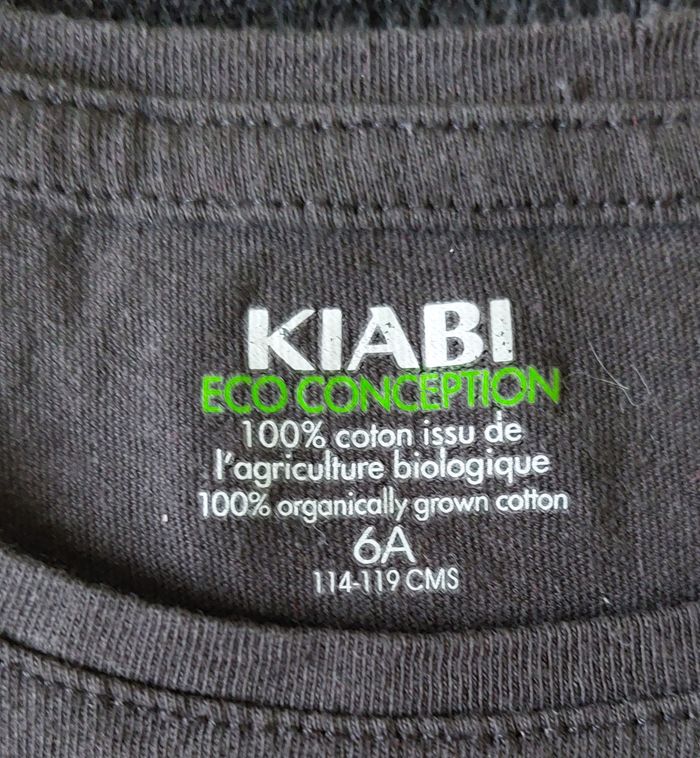 KIABI
ECO CONCEPTION
100% coton issu de
l'agriculture biologique
100% organically grown cotton
6A
114-119 CMS